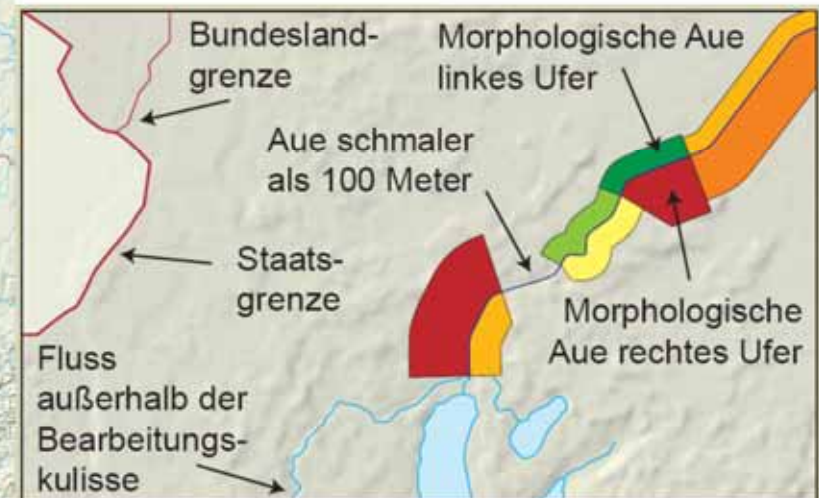 Bundesland-
grenze
Morphologische Aue
linkes Ufer
Aue schmaler
als 100 Meter
Staats-
grenze
Morphologische
Aue rechtes Ufer
Fluss
außerhalb der
Bearbeitungs-
kulisse